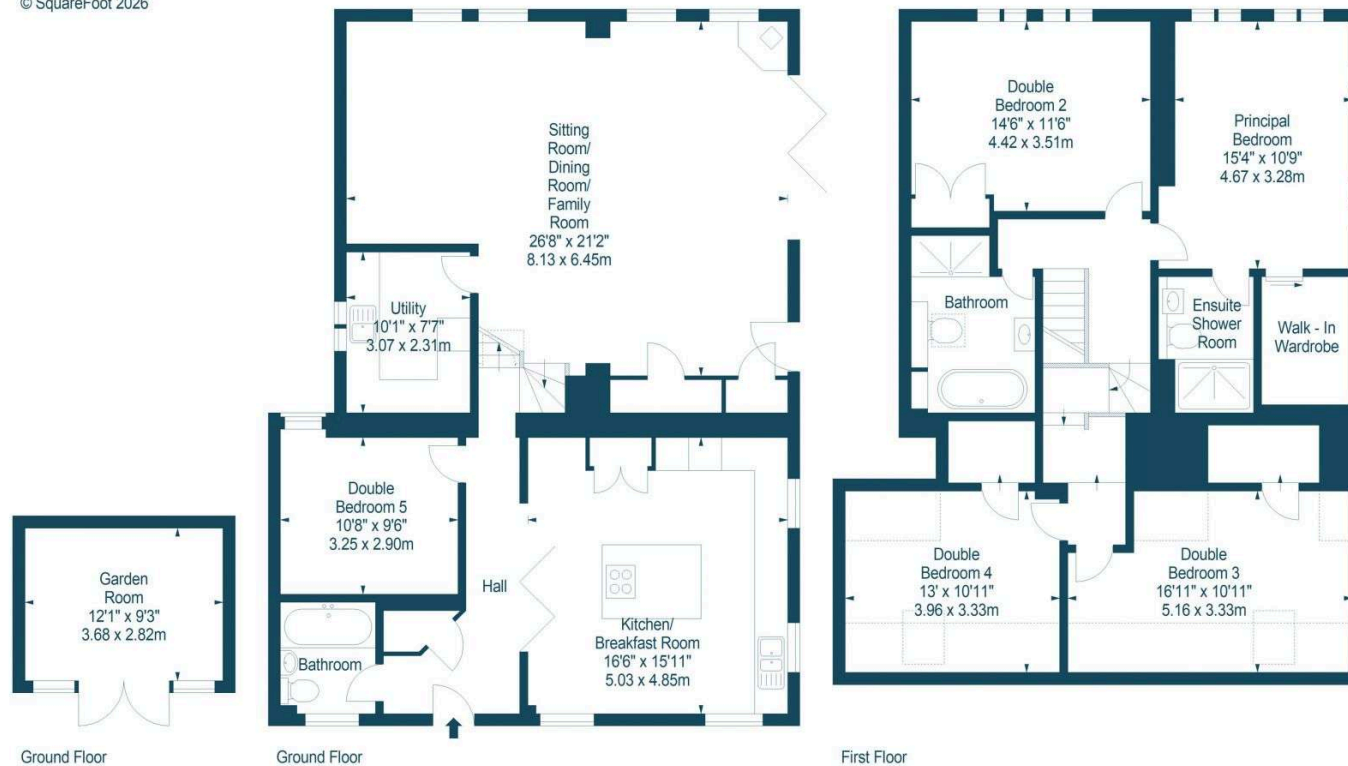 © SquareFoot 2026
Sitting
Room/
Dining
Room/
Family
Room
26'8" x 21'2"
8.13 x 6.45m
Utility
10'1" x 7'7"
3.07 x 2.31m
Double
Bedroom 5
10'8" x 9'6"
3.25 x 2.90m
Hall
Kitchen/
Breakfast Room
16'6" x 15'11"
5.03 x 4.85m
Bathroom
Garden
Room
12'1" x 9'3"
3.68 x 2.82m
Ground Floor
Ground Floor
Double
Bedroom 2
14'6" x 11'6"
4.42 x 3.51m
Principal
Bedroom
15'4" x 10'9"
4.67 x 3.28m
Bathroom
Ensuite
Shower
Room
Walk - In
Wardrobe
Double
Bedroom 4
13' x 10'11"
3.96 x 3.33m
Double
Bedroom 3
16'11" x 10'11"
5.16 x 3.33m
First Floor